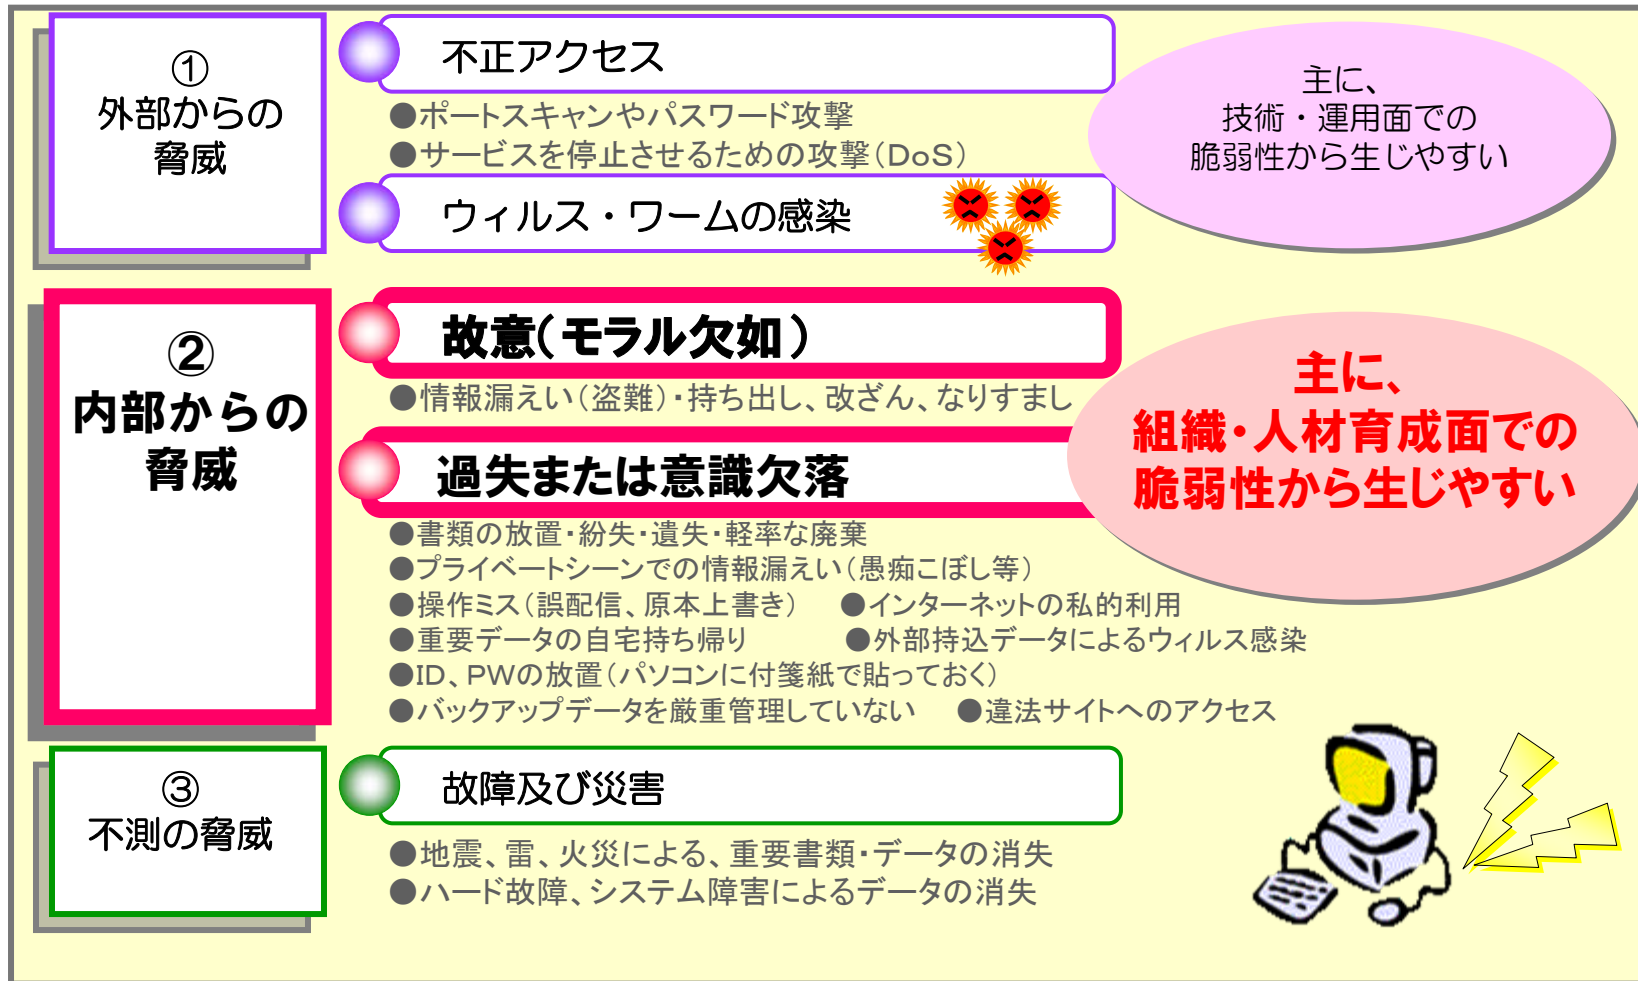 ①
外部からの
脅威
不正アクセス
●ポートスキャンやパスワード攻撃
●サービスを停止させるための攻撃(DoS)
ウィルス・ワームの感染
主に、
技術・運用面での
脆弱性から生じやすい
②
内部からの
脅威
故意(モラル欠如)
●情報漏えい(盗難)・持ち出し、改ざん、なりすまし
過失または意識欠落
●書類の放置・紛失・遺失・軽率な廃棄
●プライベートシーンでの情報漏えい(愚痴こぼし等)
●操作ミス(誤配信、原本上書き) ●インターネットの私的利用
●重要データの自宅持ち帰り ●外部持込データによるウィルス感染
●ID、PWの放置(パソコンに付箋紙で貼っておく)
●バックアップデータを厳重管理していない ●違法サイトへのアクセス
主に、
組織・人材育成面での
脆弱性から生じやすい
③
不測の脅威
故障及び災害
●地震、雷、火災による、重要書類・データの消失
●ハード故障、システム障害によるデータの消失